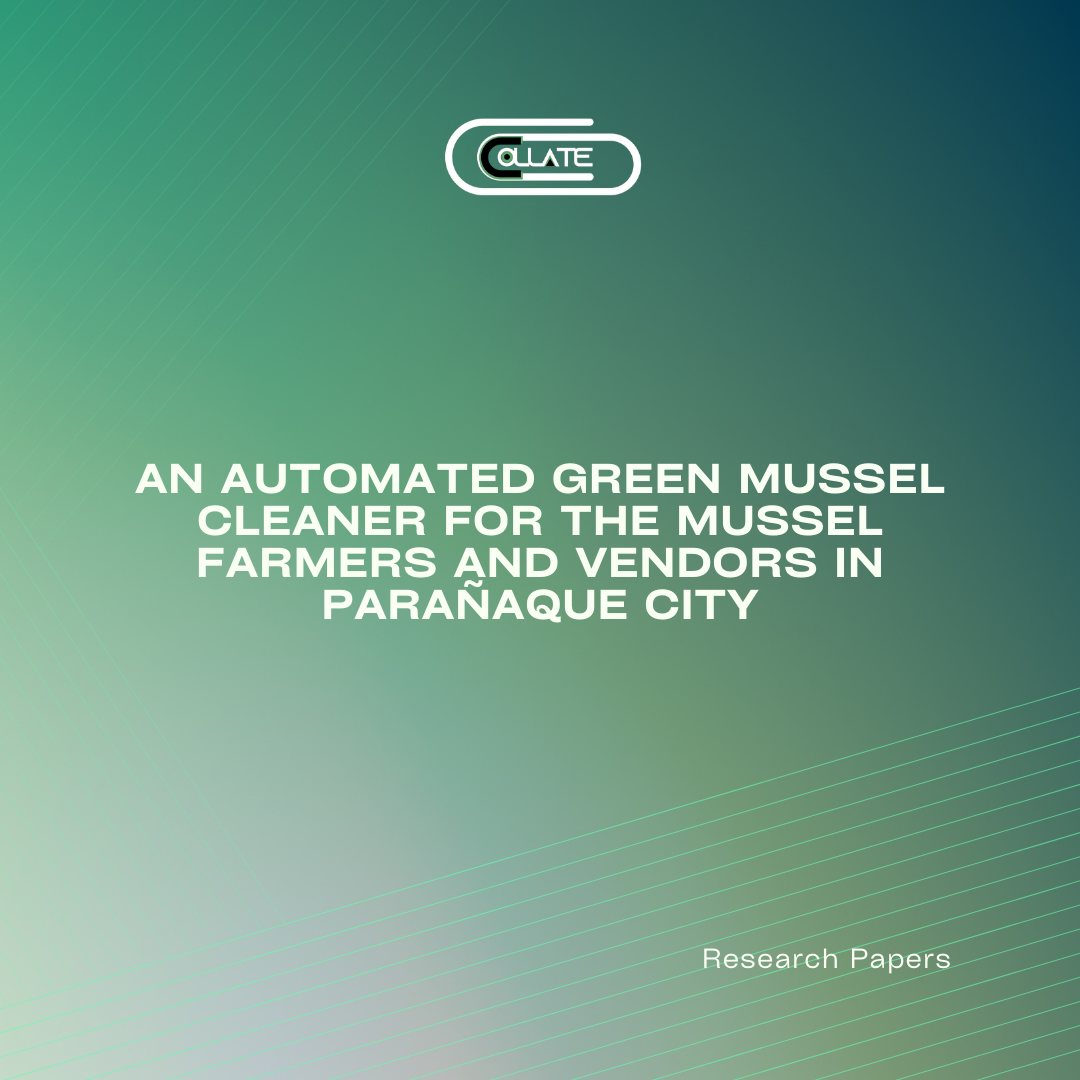 COLLATE
AN AUTOMATED GREEN MUSSEL
CLEANER FOR THE MUSSEL
FARMERS AND VENDORS IN
PARAÑAQUE CITY
Research Papers